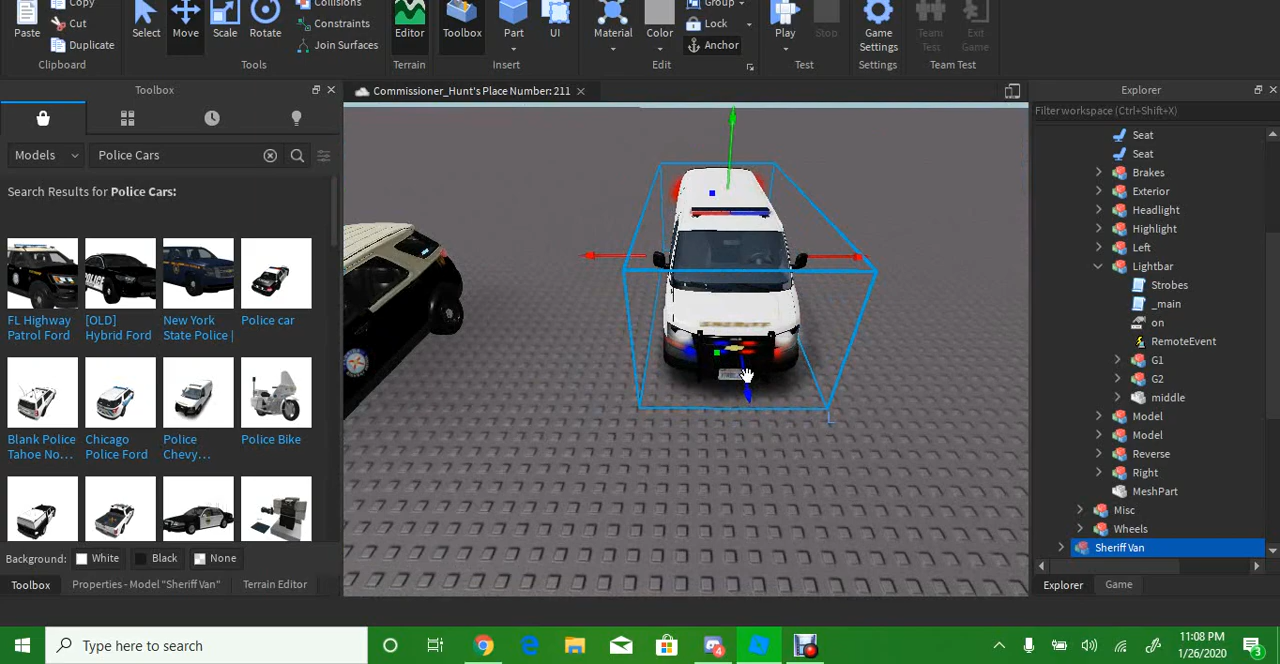 Copy
Collisions
Group
Cut
Constraints
Lock
Paste
Duplicate
Select
Move
Scale
Rotate
Join Surfaces
Editor
Toolbox
Part
UI
Material
Color
Anchor
Play
Stop
Game
Settings
Team
Test
Exit
Game
Clipboard
Tools
Terrain
Insert
Edit
Test
Settings
Team Test
Toolbox
Commissioner_Hunt's Place Number: 211
Explorer
Filter workspace (Ctrl+Shift+X)
Models
Police Cars
Search Results for Police Cars:
FL Highway
Patrol Ford
[OLD]
Hybrid Ford
New York
State Police |
Police car
Blank Police
Tahoe No...
Chicago
Police Ford
Police
Chevy...
Police Bike
Background:
White
Black
None
Toolbox
Properties - Model "Sheriff Van"
Terrain Editor
Seat
Seat
Brakes
Exterior
Headlight
Highlight
Left
Lightbar
Strobes
_main
on
RemoteEvent
G1
G2
middle
Model
Model
Reverse
Right
MeshPart
Misc
Wheels
Sheriff Van
Explorer
Game
Type here to search
4
11:08 PM
1/26/2020
3